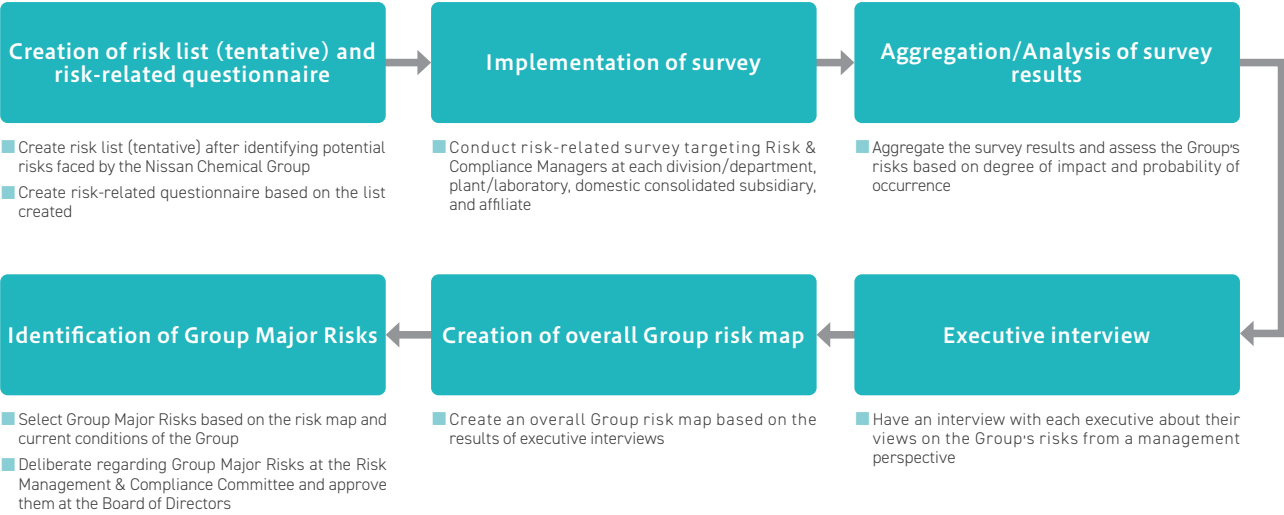 Creation of risk list (tentative) and
risk-related questionnaire
Create risk list (tentative) after identifying potential
risks faced by the Nissan Chemical Group
Create risk-related questionnaire based on the list
created
Implementation of survey
Conduct risk-related survey targeting Risk &
Compliance Managers at each division/department,
plant/laboratory, domestic consolidated subsidiary,
and affiliate
Aggregation/Analysis of survey
results
Aggregate the survey results and assess the Group's
risks based on degree of impact and probability of
occurrence
Executive interview
Have an interview with each executive about their
views on the Group's risks from a management
perspective
Creation of overall Group risk map
Create an overall Group risk map based on the
results of executive interviews
Identification of Group Major Risks
Select Group Major Risks based on the risk map and
current conditions of the Group
Deliberate regarding Group Major Risks at the Risk
Management & Compliance Committee and approve
them at the Board of Directors